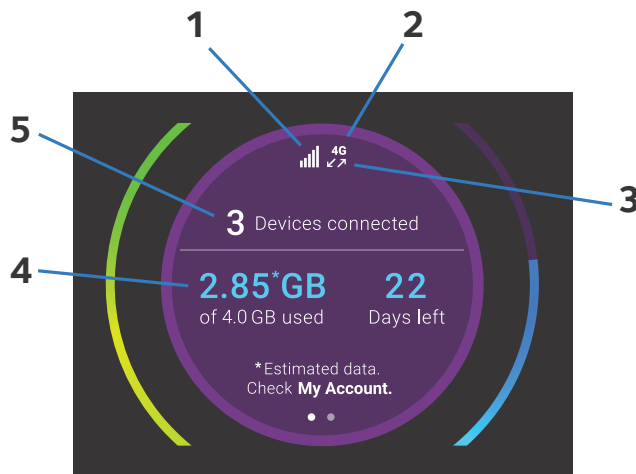 1
2
5
4G
3
3 Devices connected
4
2.85*GB
22
of 4.0 GB used
Days left
*Estimated data.
Check My Account.